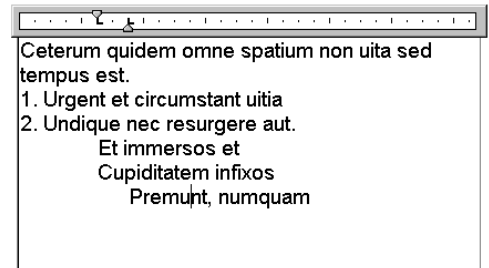 Ceterum quidem omne spatium non uita sed
tempus est.
1. Urgent et circumstant uitia
2. Undique nec resurgere aut.
Et immersos et
Cupiditatem infixos
Premunt, numquam